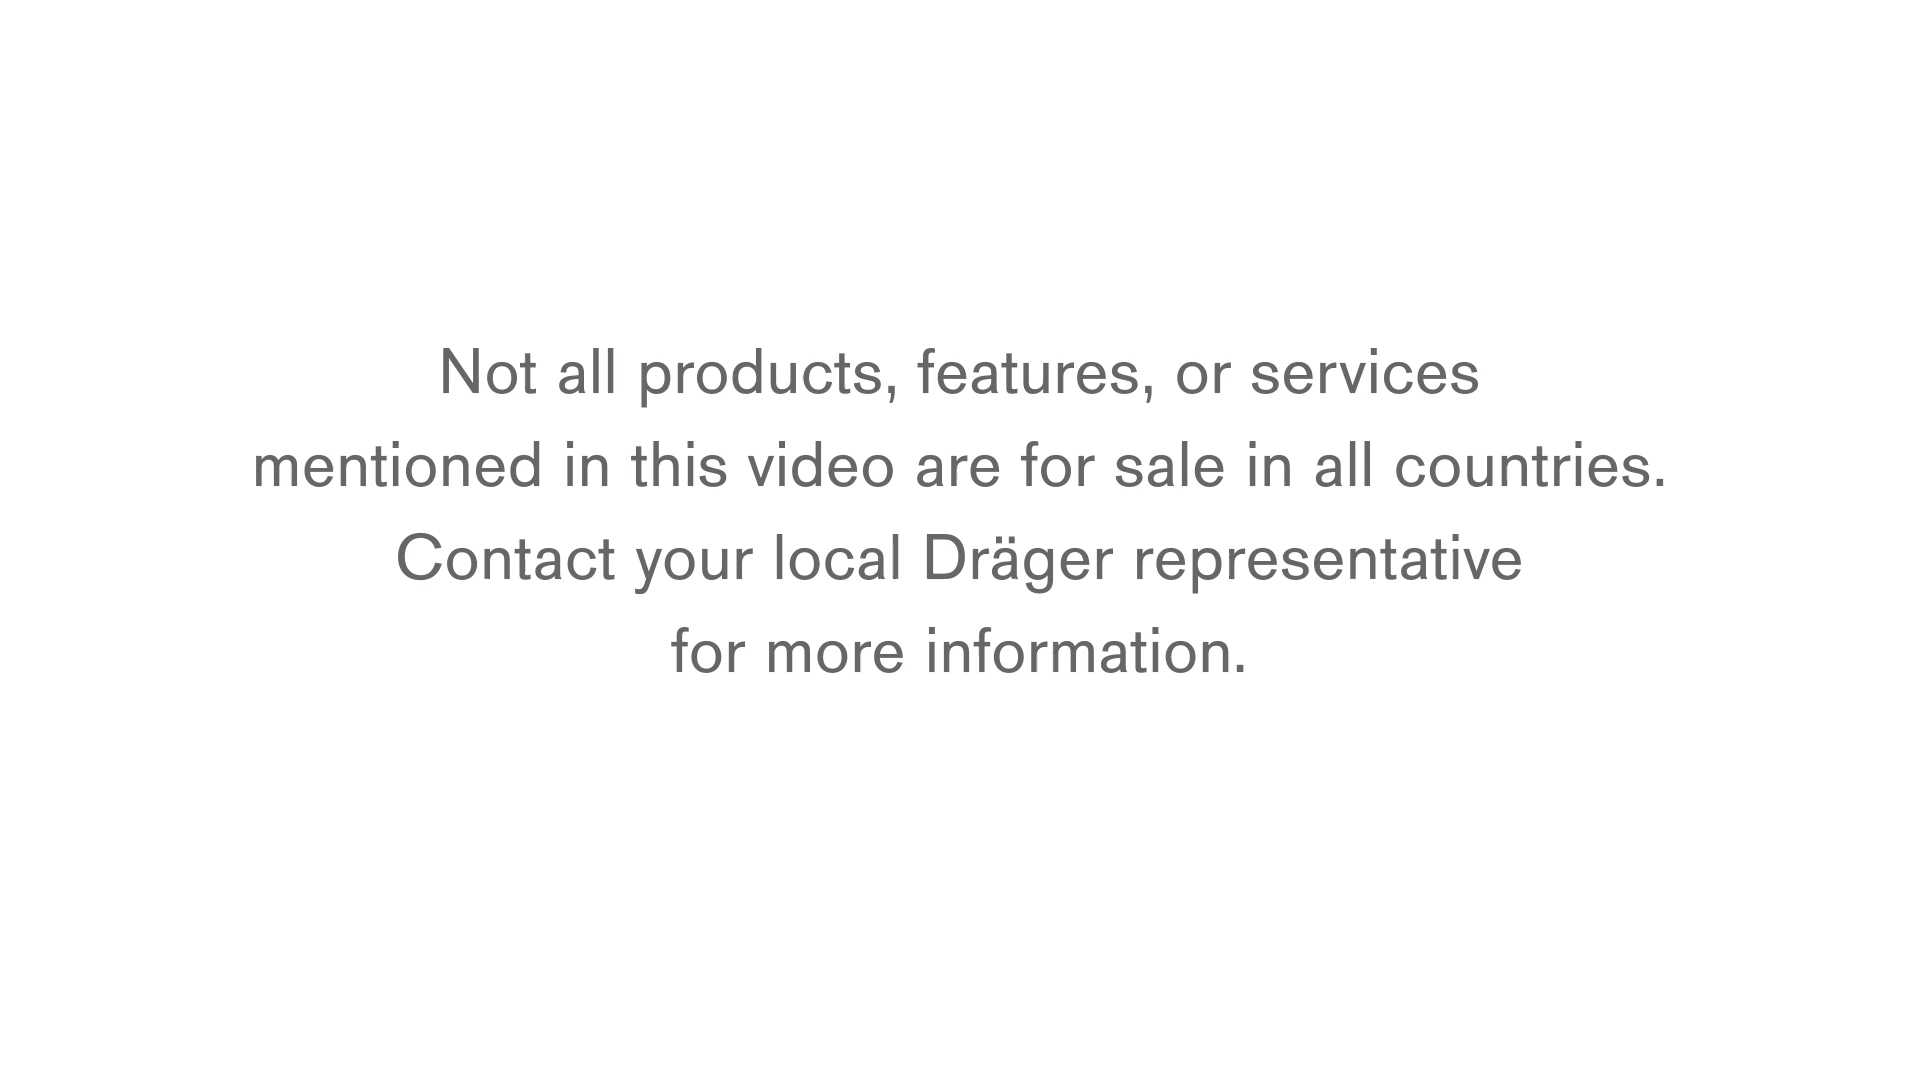 Not all products, features, or services
mentioned in this video are for sale in all countries.
Contact your local Dräger representative
for more information.